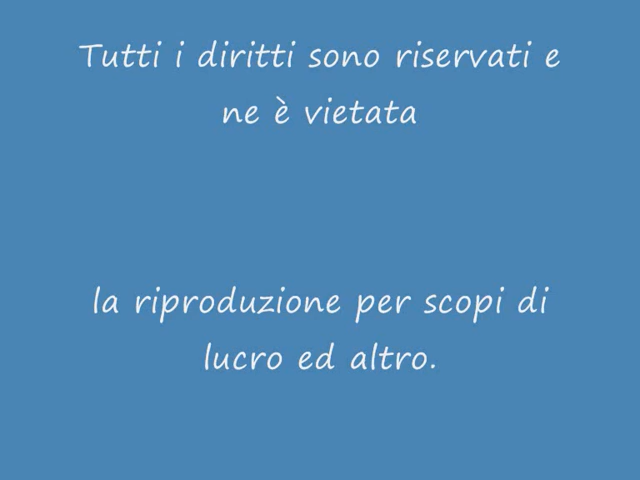 Tutti i diritti sono riservati e
ne è vietata
la riproduzione per scopi di
lucro ed altro.